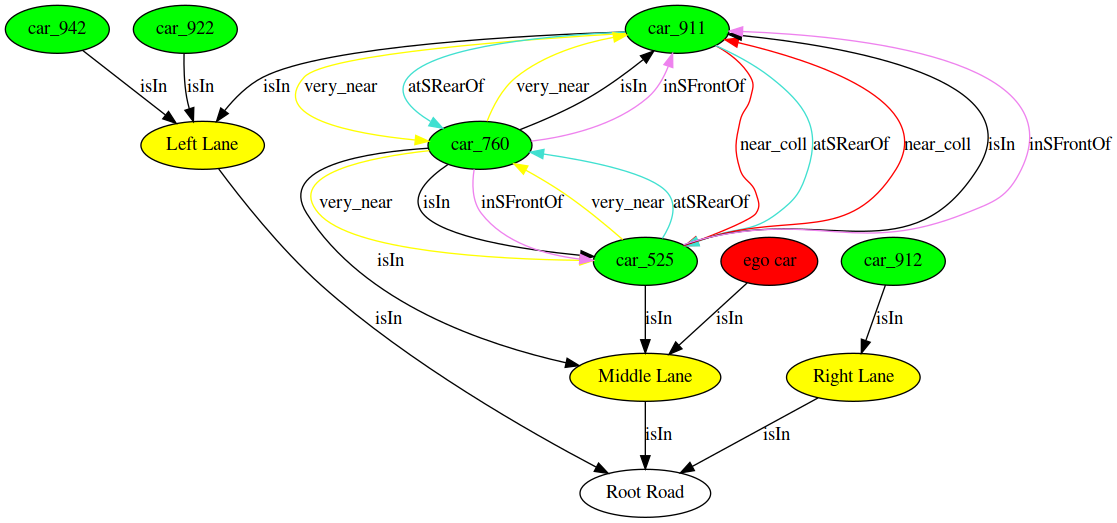 car_942
car_922
car_911
isIn
isIn
isIn
very_near
atSRearOf
very_near
isIn
inSFrontOf
Left Lane
car_760
near_coll
atSRearOf
near_coll
isIn
inSFrontOf
very_near
isIn
inSFrontOf
very_near
atSRearOf
isIn
car_525
ego car
car_912
isIn
isIn
isIn
isIn
Middle Lane
Right Lane
isIn
isIn
Root Road